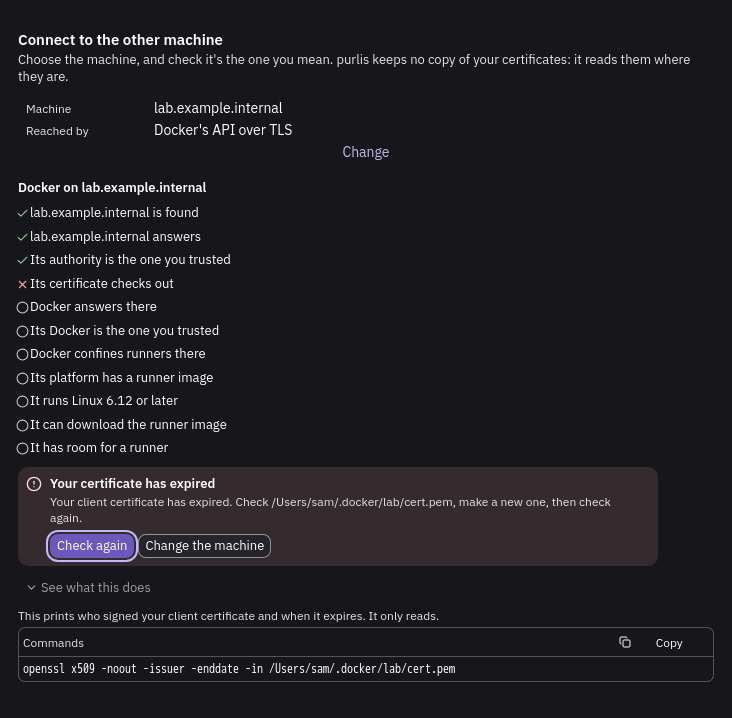 Connect to the other machine
Choose the machine, and check it's the one you mean. purlis keeps no copy of your certificates: it reads them where
they are.
Machine lab.example.internal
Reached by Docker's API over TLS
Change
Docker on lab.example.internal
lab.example.internal is found
lab.example.internal answers
Its authority is the one you trusted
Its certificate checks out
Docker answers there
Its Docker is the one you trusted
Docker confines runners there
Its platform has a runner image
It runs Linux 6.12 or later
It can download the runner image
It has room for a runner
Your certificate has expired
Your client certificate has expired. Check /Users/sam/.docker/lab/cert.pem, make a new one, then check
again.
Check again Change the machine
See what this does
This prints who signed your client certificate and when it expires. It only reads.
Commands Copy
openssl x509 -noout -issuer -enddate -in /Users/sam/.docker/lab/cert.pem